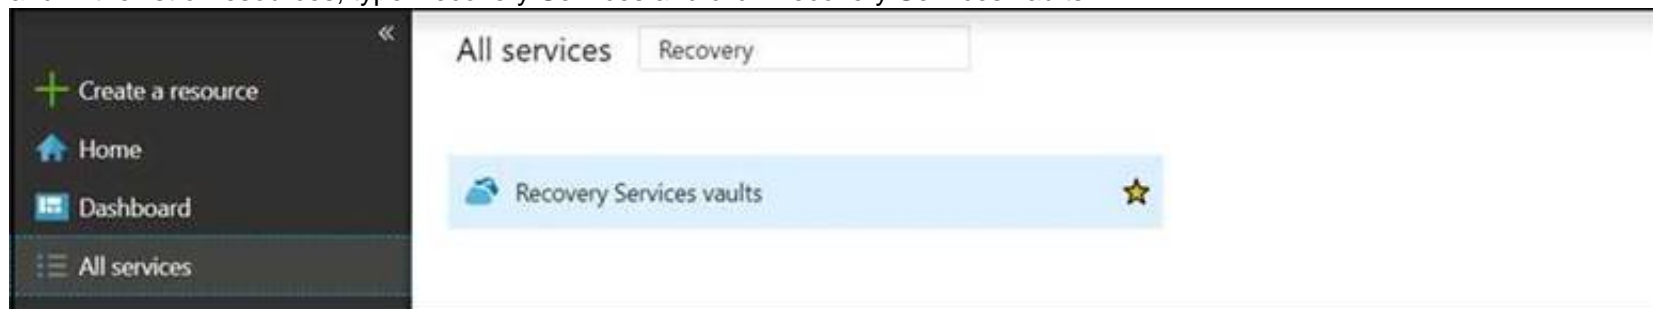 «
All services
Recovery
Create a resource
Home
Recovery Services vaults
Dashboard
All services